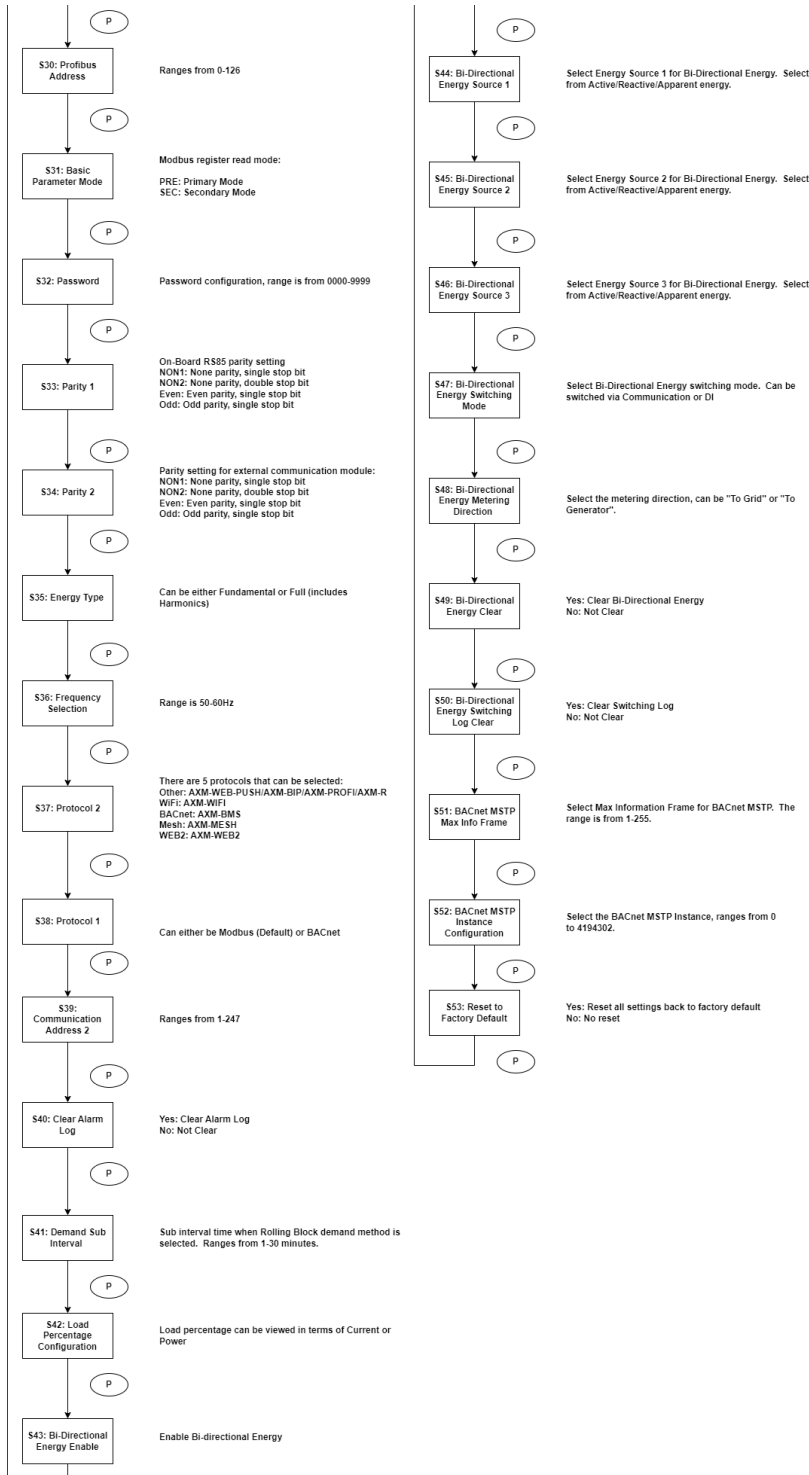 P
S30: Profibus
Address
Ranges from 0-126
P
S31: Basic
Parameter Mode
Modbus register read mode:
PRE: Primary Mode
SEC: Secondary Mode
P
S32: Password
Password configuration, range is from 0000-9999
P
S33: Parity 1
On-Board RS85 parity setting
NON1: None parity, single stop bit
NON2: None parity, double stop bit
Even: Even parity, single stop bit
Odd: Odd parity, single stop bit
P
S34: Parity 2
Parity setting for external communication module:
NON1: None parity, single stop bit
NON2: None parity, double stop bit
Even: Even parity, single stop bit
Odd: Odd parity, single stop bit
P
S35: Energy Type
Can be either Fundamental or Full (includes
Harmonics)
P
S36: Frequency
Selection
Range is 50-60Hz
P
S37: Protocol 2
There are 5 protocols that can be selected:
Other: AXM-WEB-PUSH/AXM-BIP/AXM-PROFI/AXM-R
WiFi: AXM-WIFI
BACnet: AXM-BMS
Mesh: AXM-MESH
WEB2: AXM-WEB2
P
S38: Protocol 1
Can either be Modbus (Default) or BACnet
P
S39:
Communication
Address 2
Ranges from 1-247
P
S40: Clear Alarm
Log
Yes: Clear Alarm Log
No: Not Clear
P
S41: Demand Sub
Interval
Sub interval time when Rolling Block demand method is
selected. Ranges from 1-30 minutes.
P
S42: Load
Percentage
Configuration
Load percentage can be viewed in terms of Current or
Power
P
S43: Bi-Directional
Energy Enable
Enable Bi-directional Energy
P
S44: Bi-Directional
Energy Source 1
Select Energy Source 1 for Bi-Directional Energy. Select
from Active/Reactive/Apparent energy.
P
S45: Bi-Directional
Energy Source 2
Select Energy Source 2 for Bi-Directional Energy. Select
from Active/Reactive/Apparent energy.
P
S46: Bi-Directional
Energy Source 3
Select Energy Source 3 for Bi-Directional Energy. Select
from Active/Reactive/Apparent energy.
P
S47: Bi-Directional
Energy Switching
Mode
Select Bi-Directional Energy switching mode. Can be
switched via Communication or DI
P
S48: Bi-Directional
Energy Metering
Direction
Select the metering direction, can be "To Grid" or "To
Generator".
P
S49: Bi-Directional
Energy Clear
Yes: Clear Bi-Directional Energy
No: Not Clear
P
S50: Bi-Directional
Energy Switching
Log Clear
Yes: Clear Switching Log
No: Not Clear
P
S51: BACnet MSTP
Max Info Frame
Select Max Information Frame for BACnet MSTP. The
range is from 1-255.
P
S52: BACnet MSTP
Instance
Configuration
Select the BACnet MSTP Instance, ranges from 0
to 4194302.
P
S53: Reset to
Factory Default
Yes: Reset all settings back to factory default
No: No reset
P